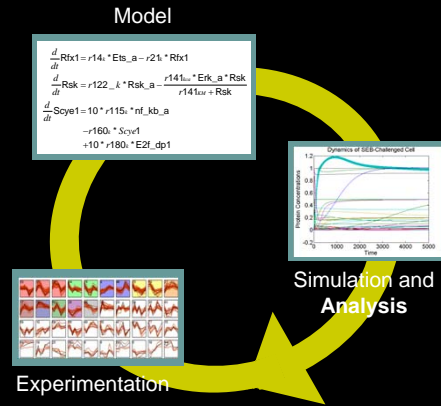 Model
d/dt Rfx1 = r14ₖ * Ets_a − r21ₖ * Rfx1
d/dt Rsk = r122_k * Rsk_a − r141ₖₘ * Erk_a * Rsk / r141ₖM + Rsk
d/dt Scye1 = 10 * r115ₖ * nf_kb_a
−r160ₖ * Scye1
+10 * r180ₖ * E2f_dp1
Dynamics of SEB-Challenged Cell
Protein Concentrations
1.2
1
0.8
0.6
0.4
0.2
0
-0.2
0 1000 2000 3000 4000 5000
Time
Simulation and
Analysis
Experimentation